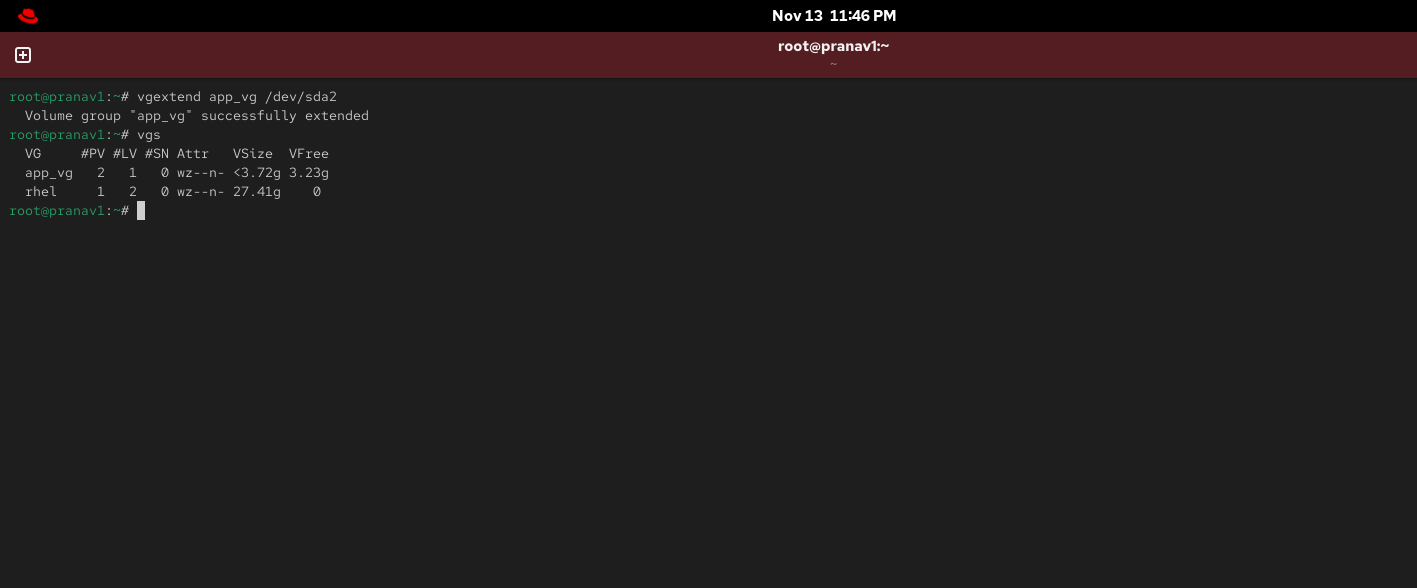 Nov 13 11:46 PM
root@pranav1:~
~
root@pranav1:~# vgextend app_vg /dev/sda2
  Volume group "app_vg" successfully extended
root@pranav1:~# vgs
  VG     #PV #LV #SN Attr   VSize  VFree
  app_vg   2   1   0 wz--n- <3.72g 3.23g
  rhel     1   2   0 wz--n- 27.41g    0
root@pranav1:~#